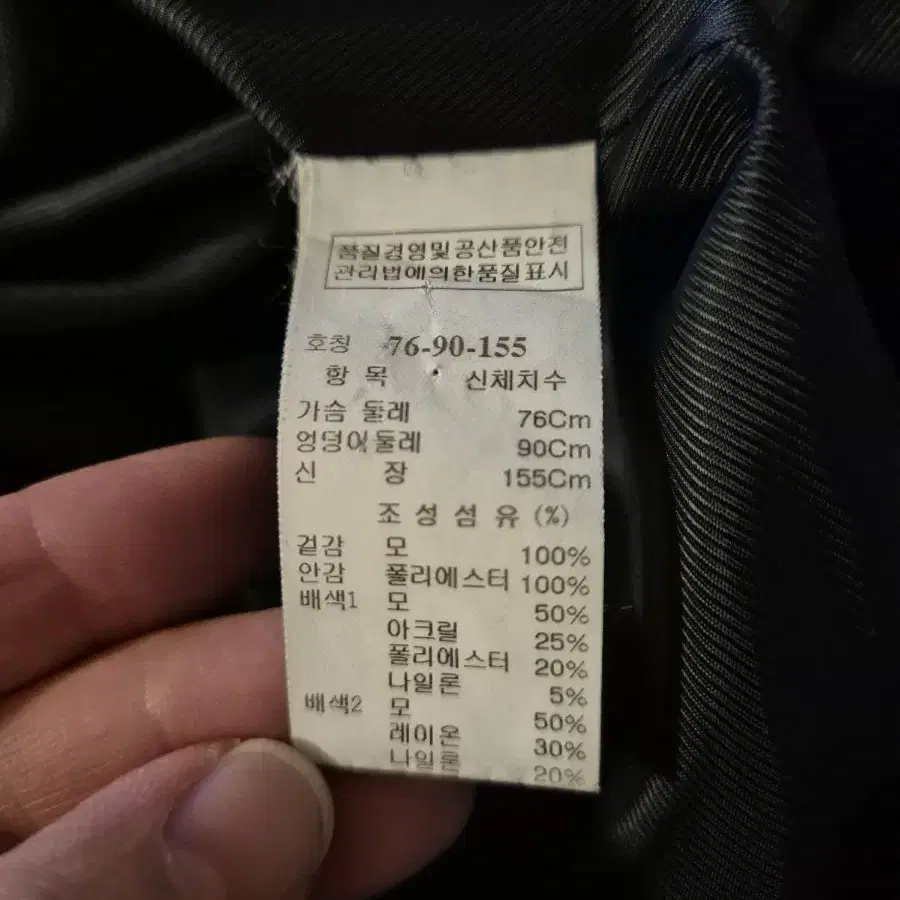 품질경영및공산품안전
관리법에의한품질표시
호칭 76-90-155
항 목 신체치수
가슴 둘레 76Cm
엉덩이둘레 90Cm
신 장 155Cm
조 성 섬 유 (%)
겉감 모 100%
안감 폴리에스터 100%
배색1 모 50%
아크릴 25%
폴리에스터 20%
나일론 5%
배색2 모 50%
레이온 30%
나일론 20%